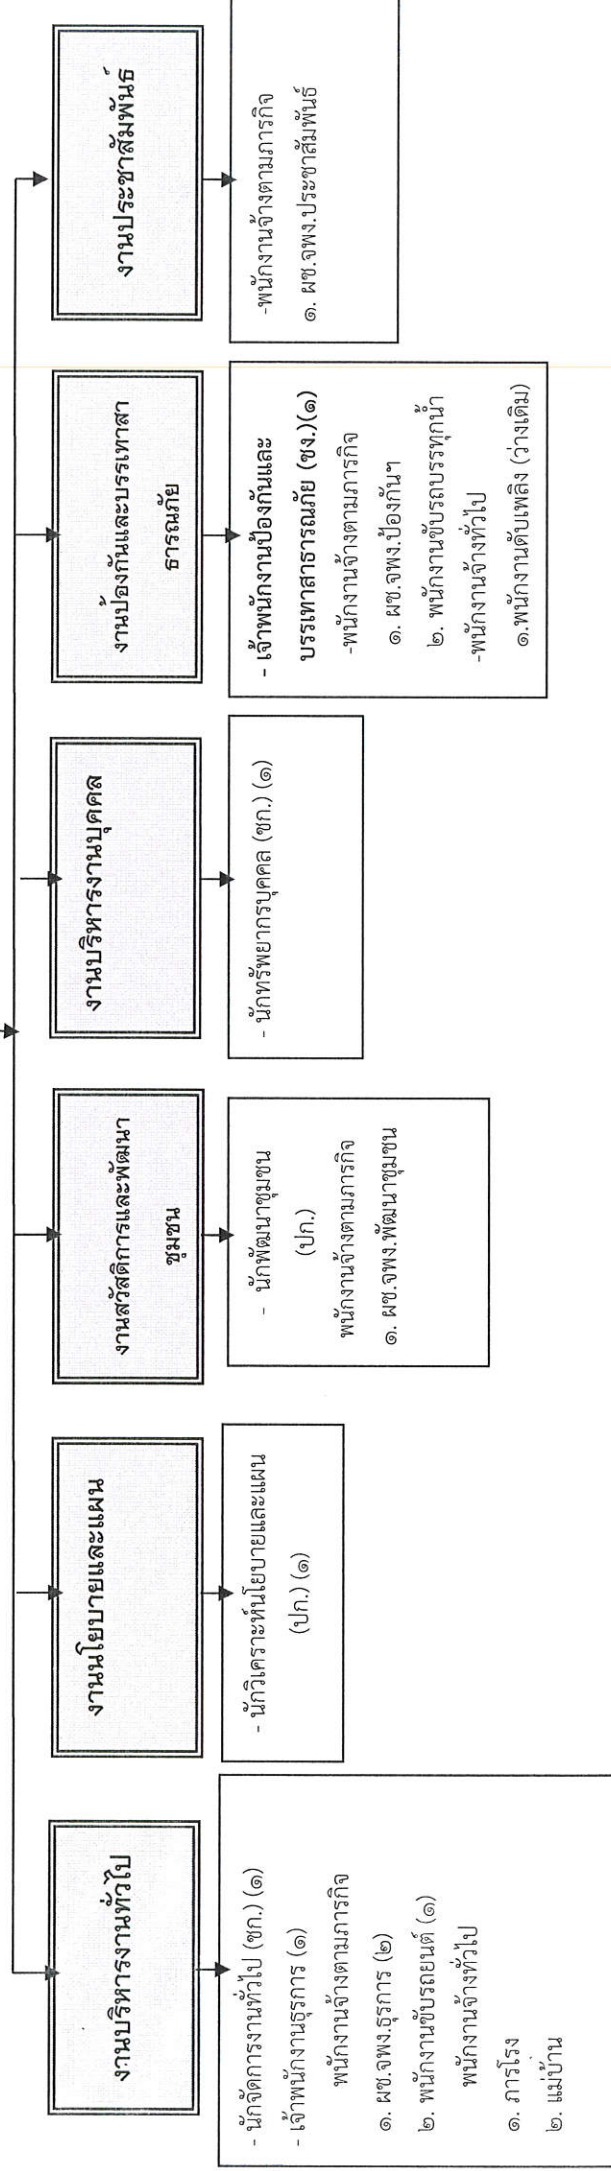 งานบริหารงานทั่วไป
- นักจัดการงานทั่วไป (ชก.) (๑)
- เจ้าพนักงานธุรการ (๑)
พนักงานจ้างตามภารกิจ
๑. ผช.จพง.ธุรการ (๒)
๒. พนักงานขับรถยนต์ (๑)
พนักงานจ้างทั่วไป
๑. ภารโรง
๒. แม่บ้าน
งานนโยบายและแผน
- นักวิเคราะห์นโยบายและแผน
(ปก.) (๑)
งานสวัสดิการและพัฒนา
ชุมชน
- นักพัฒนาชุมชน
(ปก.)
พนักงานจ้างตามภารกิจ
๑. ผช.จพง.พัฒนาชุมชน
งานบริหารงานบุคคล
- นักทรัพยากรบุคคล (ชก.) (๑)
งานป้องกันและบรรเทาสา
ธารณภัย
- เจ้าพนักงานป้องกันและ
บรรเทาสาธารณภัย (ชง.)(๑)
-พนักงานจ้างตามภารกิจ
๑. ผช.จพง.ป้องกันฯ
๒. พนักงานขับรถบรรทุกน้ำ
-พนักงานจ้างทั่วไป
๑.พนักงานดับเพลิง (ว่างเดิม)
งานประชาสัมพันธ์
-พนักงานจ้างตามภารกิจ
๑. ผช.จพง.ประชาสัมพันธ์